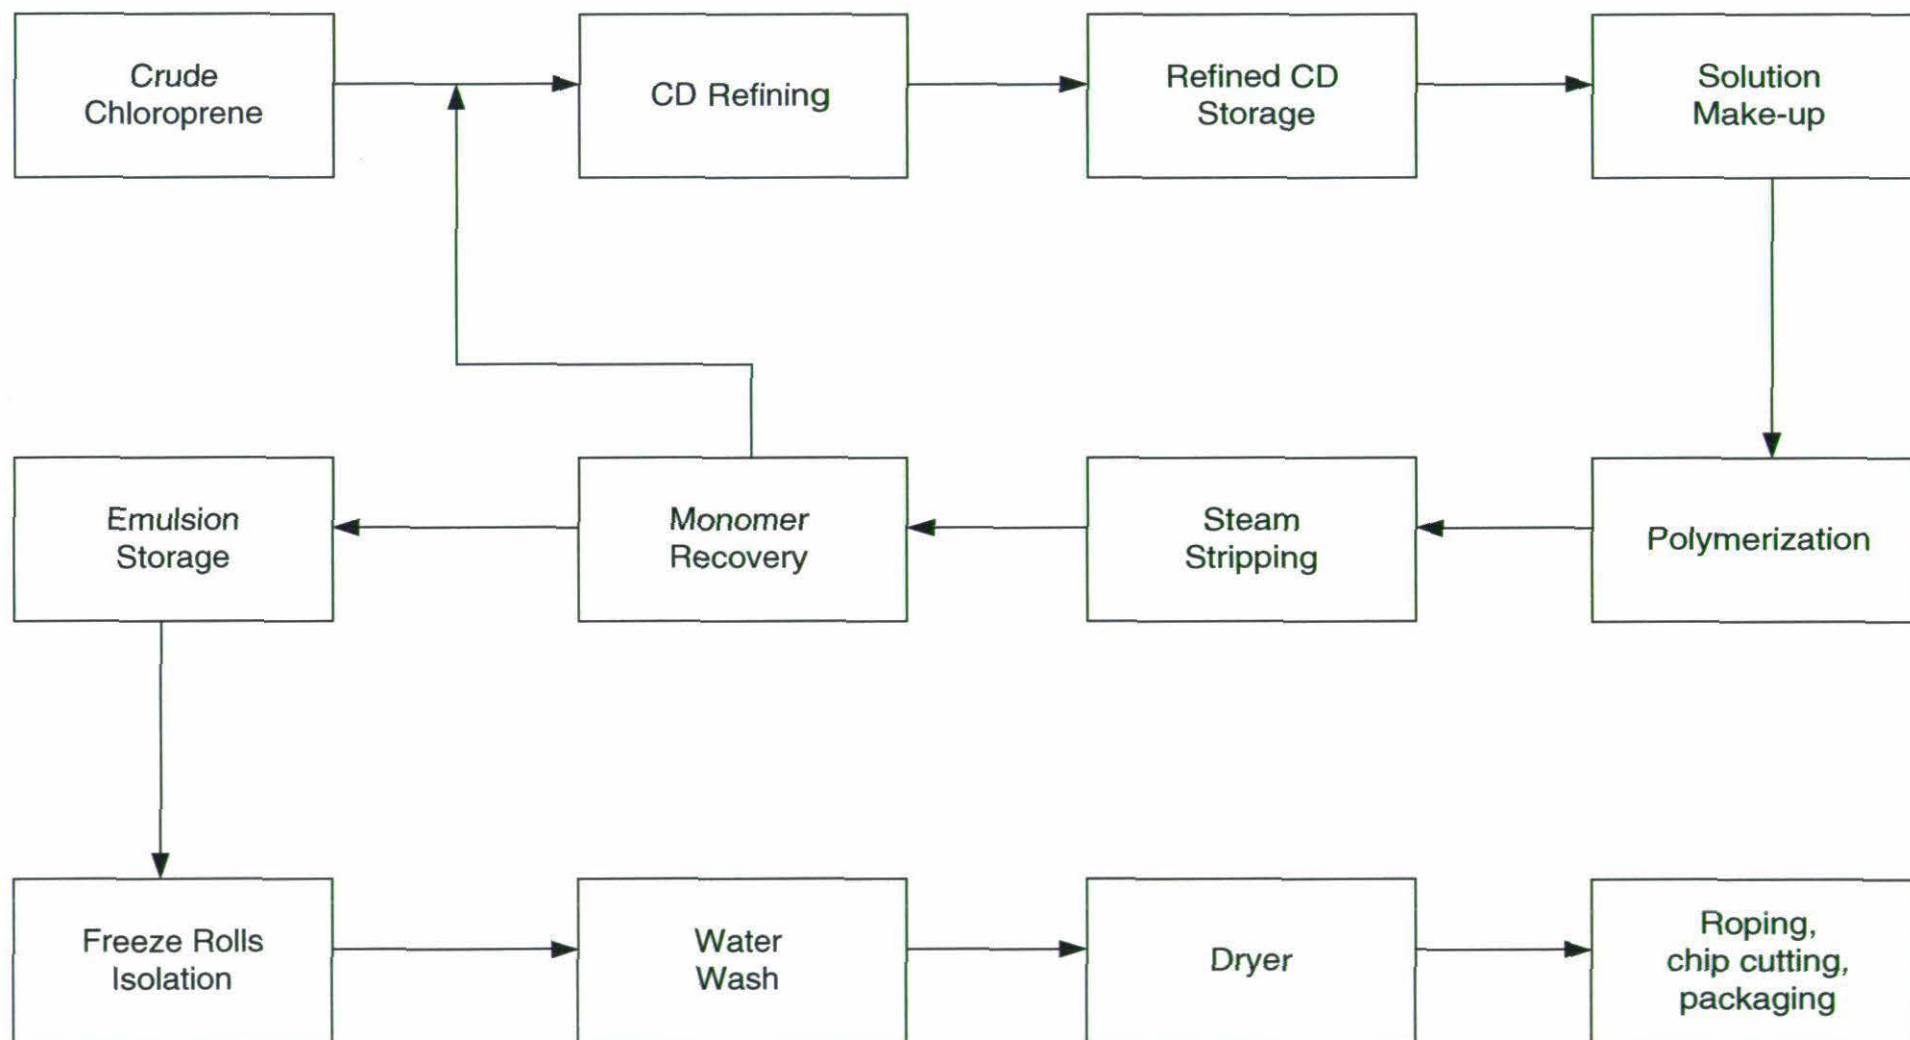 Crude
Chloroprene
CD Refining
Refined CD
Storage
Solution
Make-up
Emulsion
Storage
Monomer
Recovery
Steam
Stripping
Polymerization
Freeze Rolls
Isolation
Water
Wash
Dryer
Roping,
chip cutting,
packaging